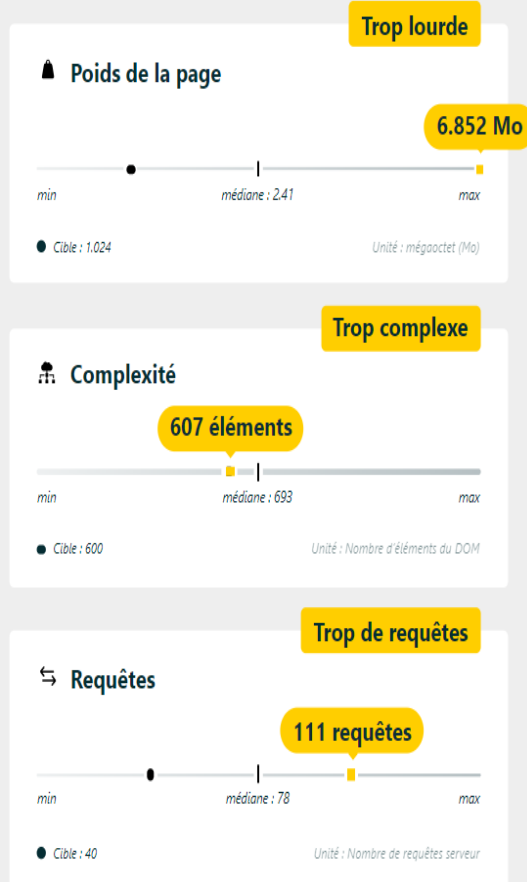 Trop lourde
Poids de la page
6.852 Mo
min médiane : 2.41 max
Cible : 1.024 Unité : mégaoctet (Mo)
Trop complexe
Complexité
607 éléments
min médiane : 693 max
Cible : 600 Unité : Nombre d'éléments du DOM
Trop de requêtes
Requêtes
111 requêtes
min médiane : 78 max
Cible : 40 Unité : Nombre de requêtes serveur